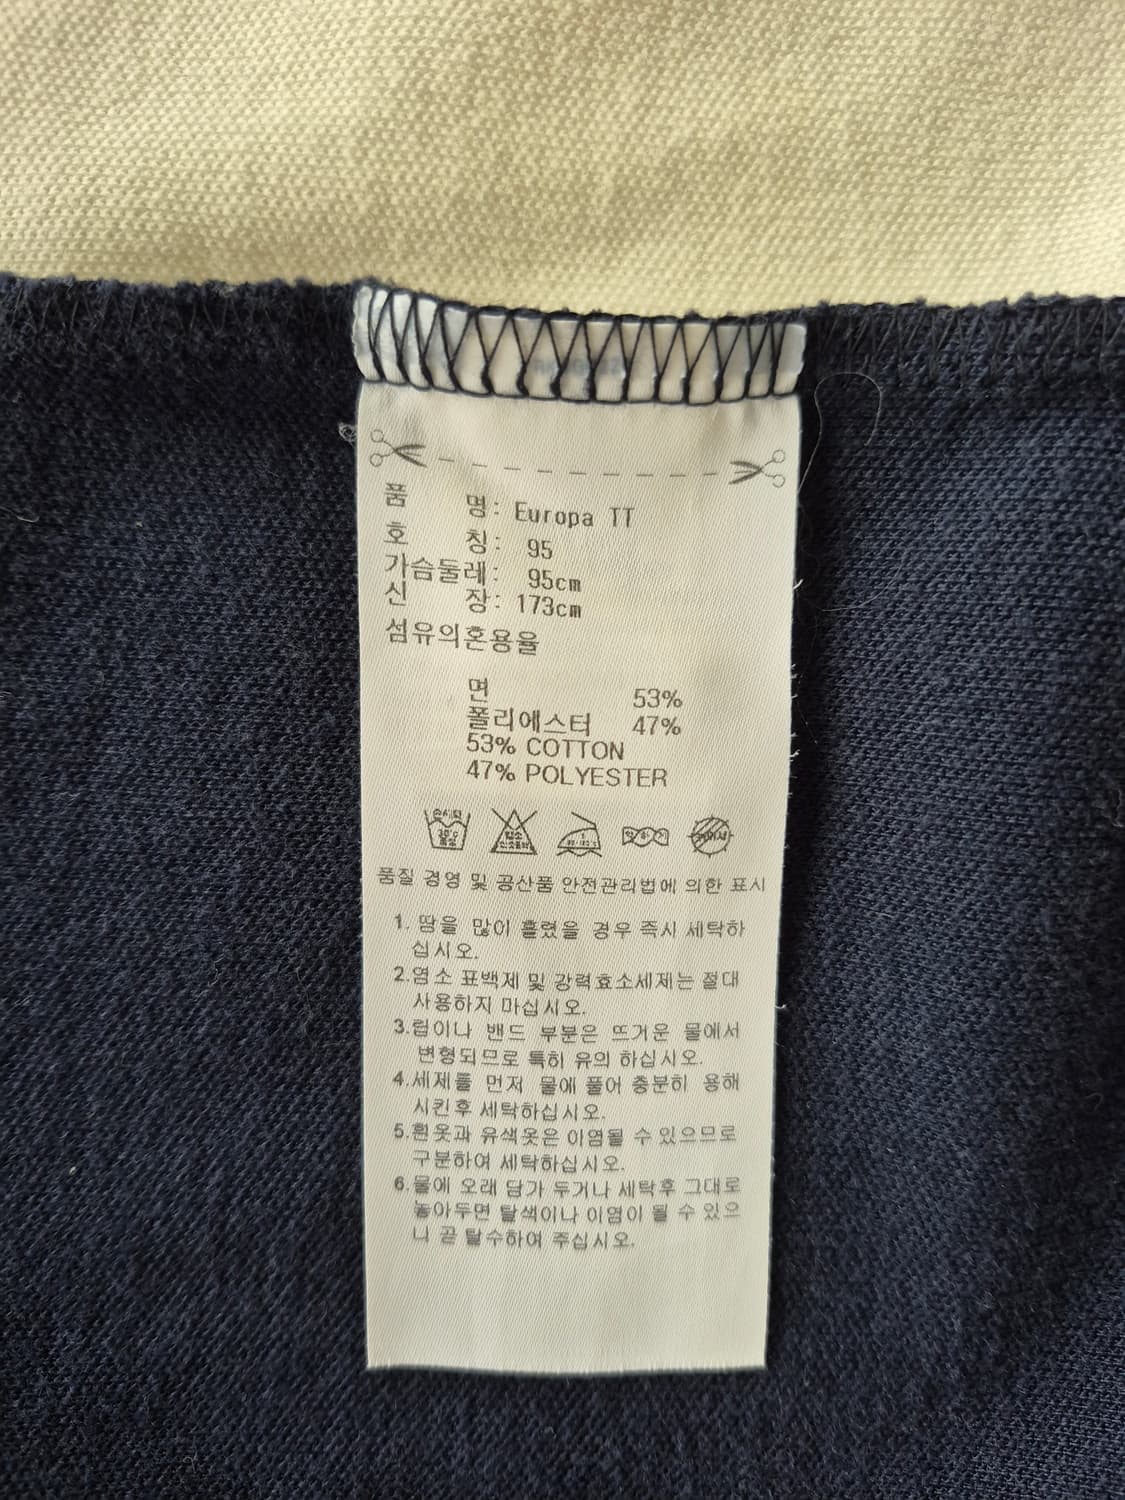 품 명: Europa TT
호 칭: 95
가슴둘레: 95cm
신 장: 173cm
섬유의혼용율
면 53%
폴리에스터 47%
53% COTTON
47% POLYESTER
품질 경영 및 공산품 안전관리법에 의한 표시
1. 땀을 많이 흘렸을 경우 즉시 세탁하
십시오.
2.염소 표백제 및 강력효소세제는 절대
사용하지 마십시오.
3.럽이나 밴드 부분은 뜨거운 물에서
변형되므로 특히 유의 하십시오.
4.세제를 먼저 물에 풀어 충분히 용해
시킨후 세탁하십시오.
5.흰옷과 유색옷은 이염될 수 있으므로
구분하여 세탁하십시오.
6.물에 오래 담가 두거나 세탁후 그대로
놓아두면 탈색이나 이염이 될 수 있으
니 곧 탈수하여 주십시오.